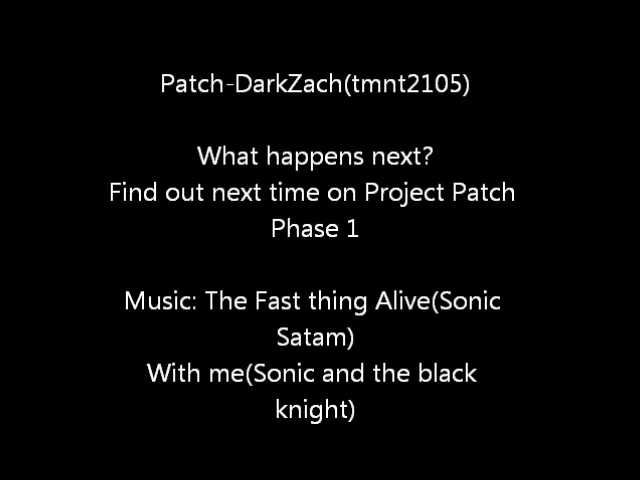 Patch-DarkZach(tmnt2105)
What happens next?
Find out next time on Project Patch
Phase 1
Music: The Fast thing Alive(Sonic
Satam)
With me(Sonic and the black
knight)